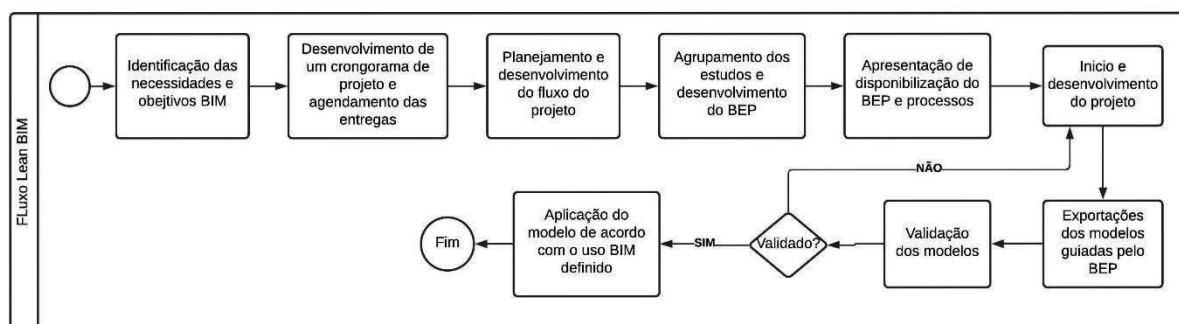 FLuxo Lean BIM
Identificação das
necessidades e
obejtivos BIM
Desenvolvimento de
um crongorama de
projeto e
agendamento das
entregas
Planejamento e
desenvolvimento
do fluxo do
projeto
Agrupamento dos
estudos e
desenvolvimento
do BEP
Apresentação de
disponibilização do
BEP e processos
Inicio e
desenvolvimento
do projeto
NÃO
Fim
Aplicação do
modelo de acordo
com o uso BIM
definido
SIM
Validado?
Validação
dos modelos
Exportações
dos modelos
guiadas pelo
BEP